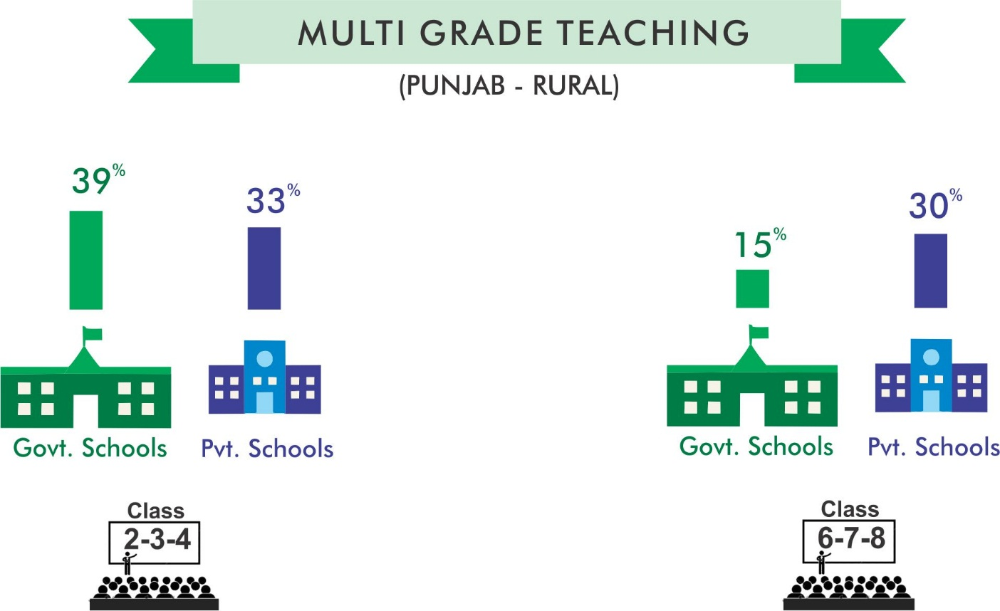 MULTI GRADE TEACHING
(PUNJAB - RURAL)
39%
33%
Govt. Schools
Pvt. Schools
Class
2-3-4
15%
30%
Govt. Schools
Pvt. Schools
Class
6-7-8